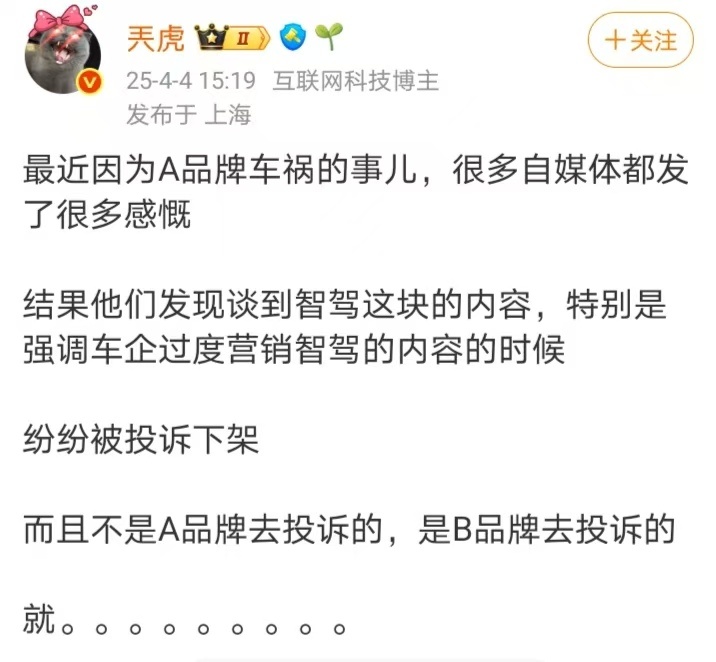 兲虎 II
+关注
25-4-4 15:19 互联网科技博主
发布于 上海
最近因为A品牌车祸的事儿，很多自媒体都发
了很多感慨
结果他们发现谈到智驾这块的内容，特别是
强调车企过度营销智驾的内容的时候
纷纷被投诉下架
而且不是A品牌去投诉的，是B品牌去投诉的
就。。。。。。。。。